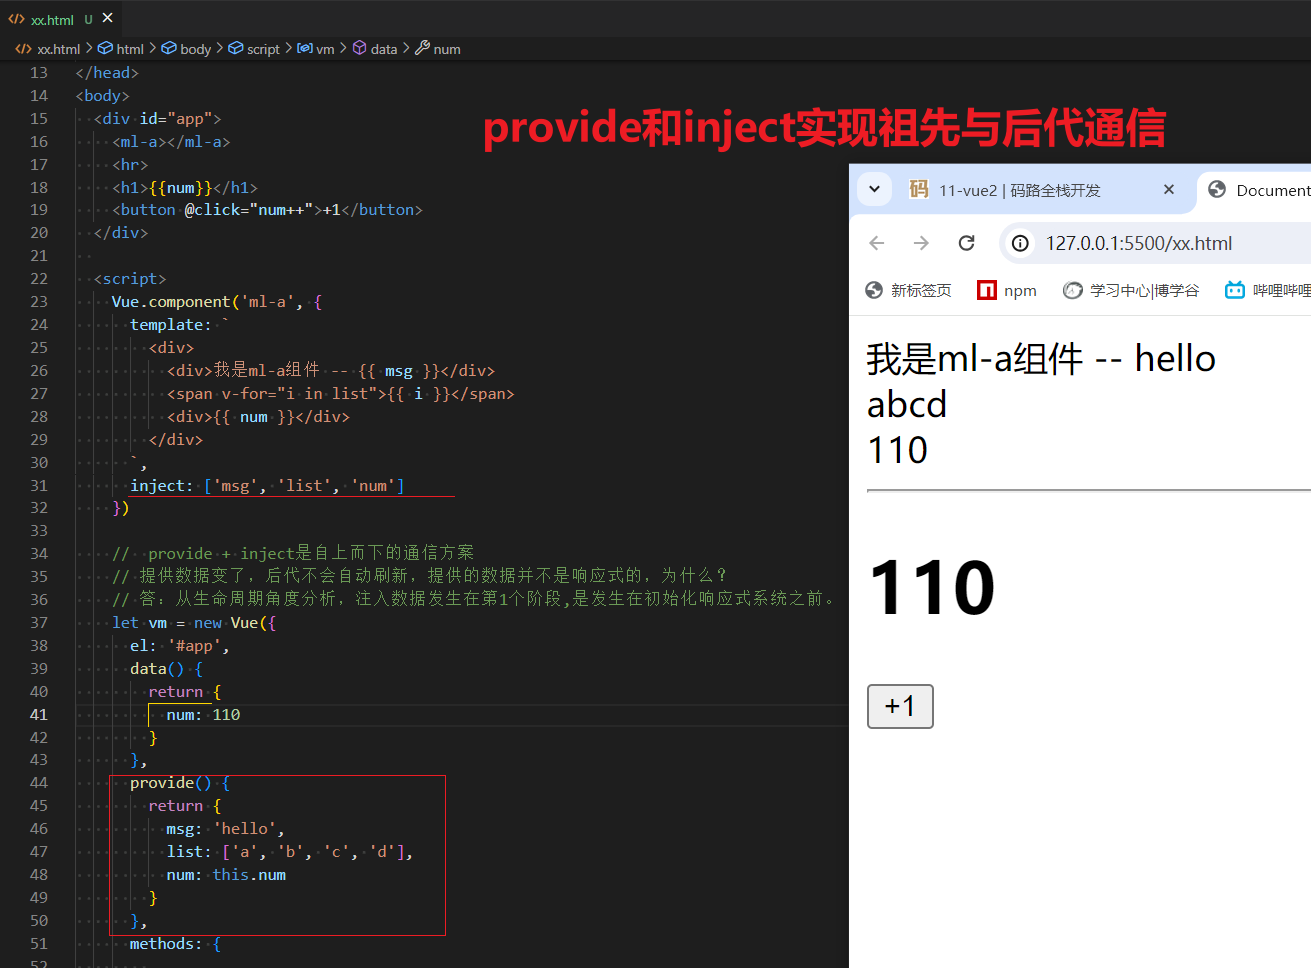 xx.html U
xx.html > html > body > script > vm > data > num
provide和inject实现祖先与后代通信
13 </head>
14 <body>
15 <div id="app">
16 <ml-a></ml-a>
17 <hr>
18 <h1>{{num}}</h1>
19 <button @click="num++">+1</button>
20 </div>
21
22 <script>
23 Vue.component('ml-a', {
24 template: `
25 <div>
26 <div>我是ml-a组件 -- {{ msg }}</div>
27 <span v-for="i in list">{{ i }}</span>
28 <div>{{ num }}</div>
29 </div>
30 `,
31 inject: ['msg', 'list', 'num']
32 })
33
34 // provide + inject是自上而下的通信方案
35 // 提供数据变了，后代不会自动刷新，提供的数据并不是响应式的，为什么？
36 // 答：从生命周期角度分析，注入数据发生在第1个阶段,是发生在初始化响应式系统之前。
37 let vm = new Vue({
38 el: '#app',
39 data() {
40 return {
41 num: 110
42 }
43 },
44 provide() {
45 return {
46 msg: 'hello',
47 list: ['a', 'b', 'c', 'd'],
48 num: this.num
49 }
50 },
51 methods: {
52
码 11-vue2 | 码路全栈开发
Document
127.0.0.1:5500/xx.html
新标签页 npm 学习中心|博学谷 哔哩哔哩
我是ml-a组件 -- hello
abcd
110
110
+1